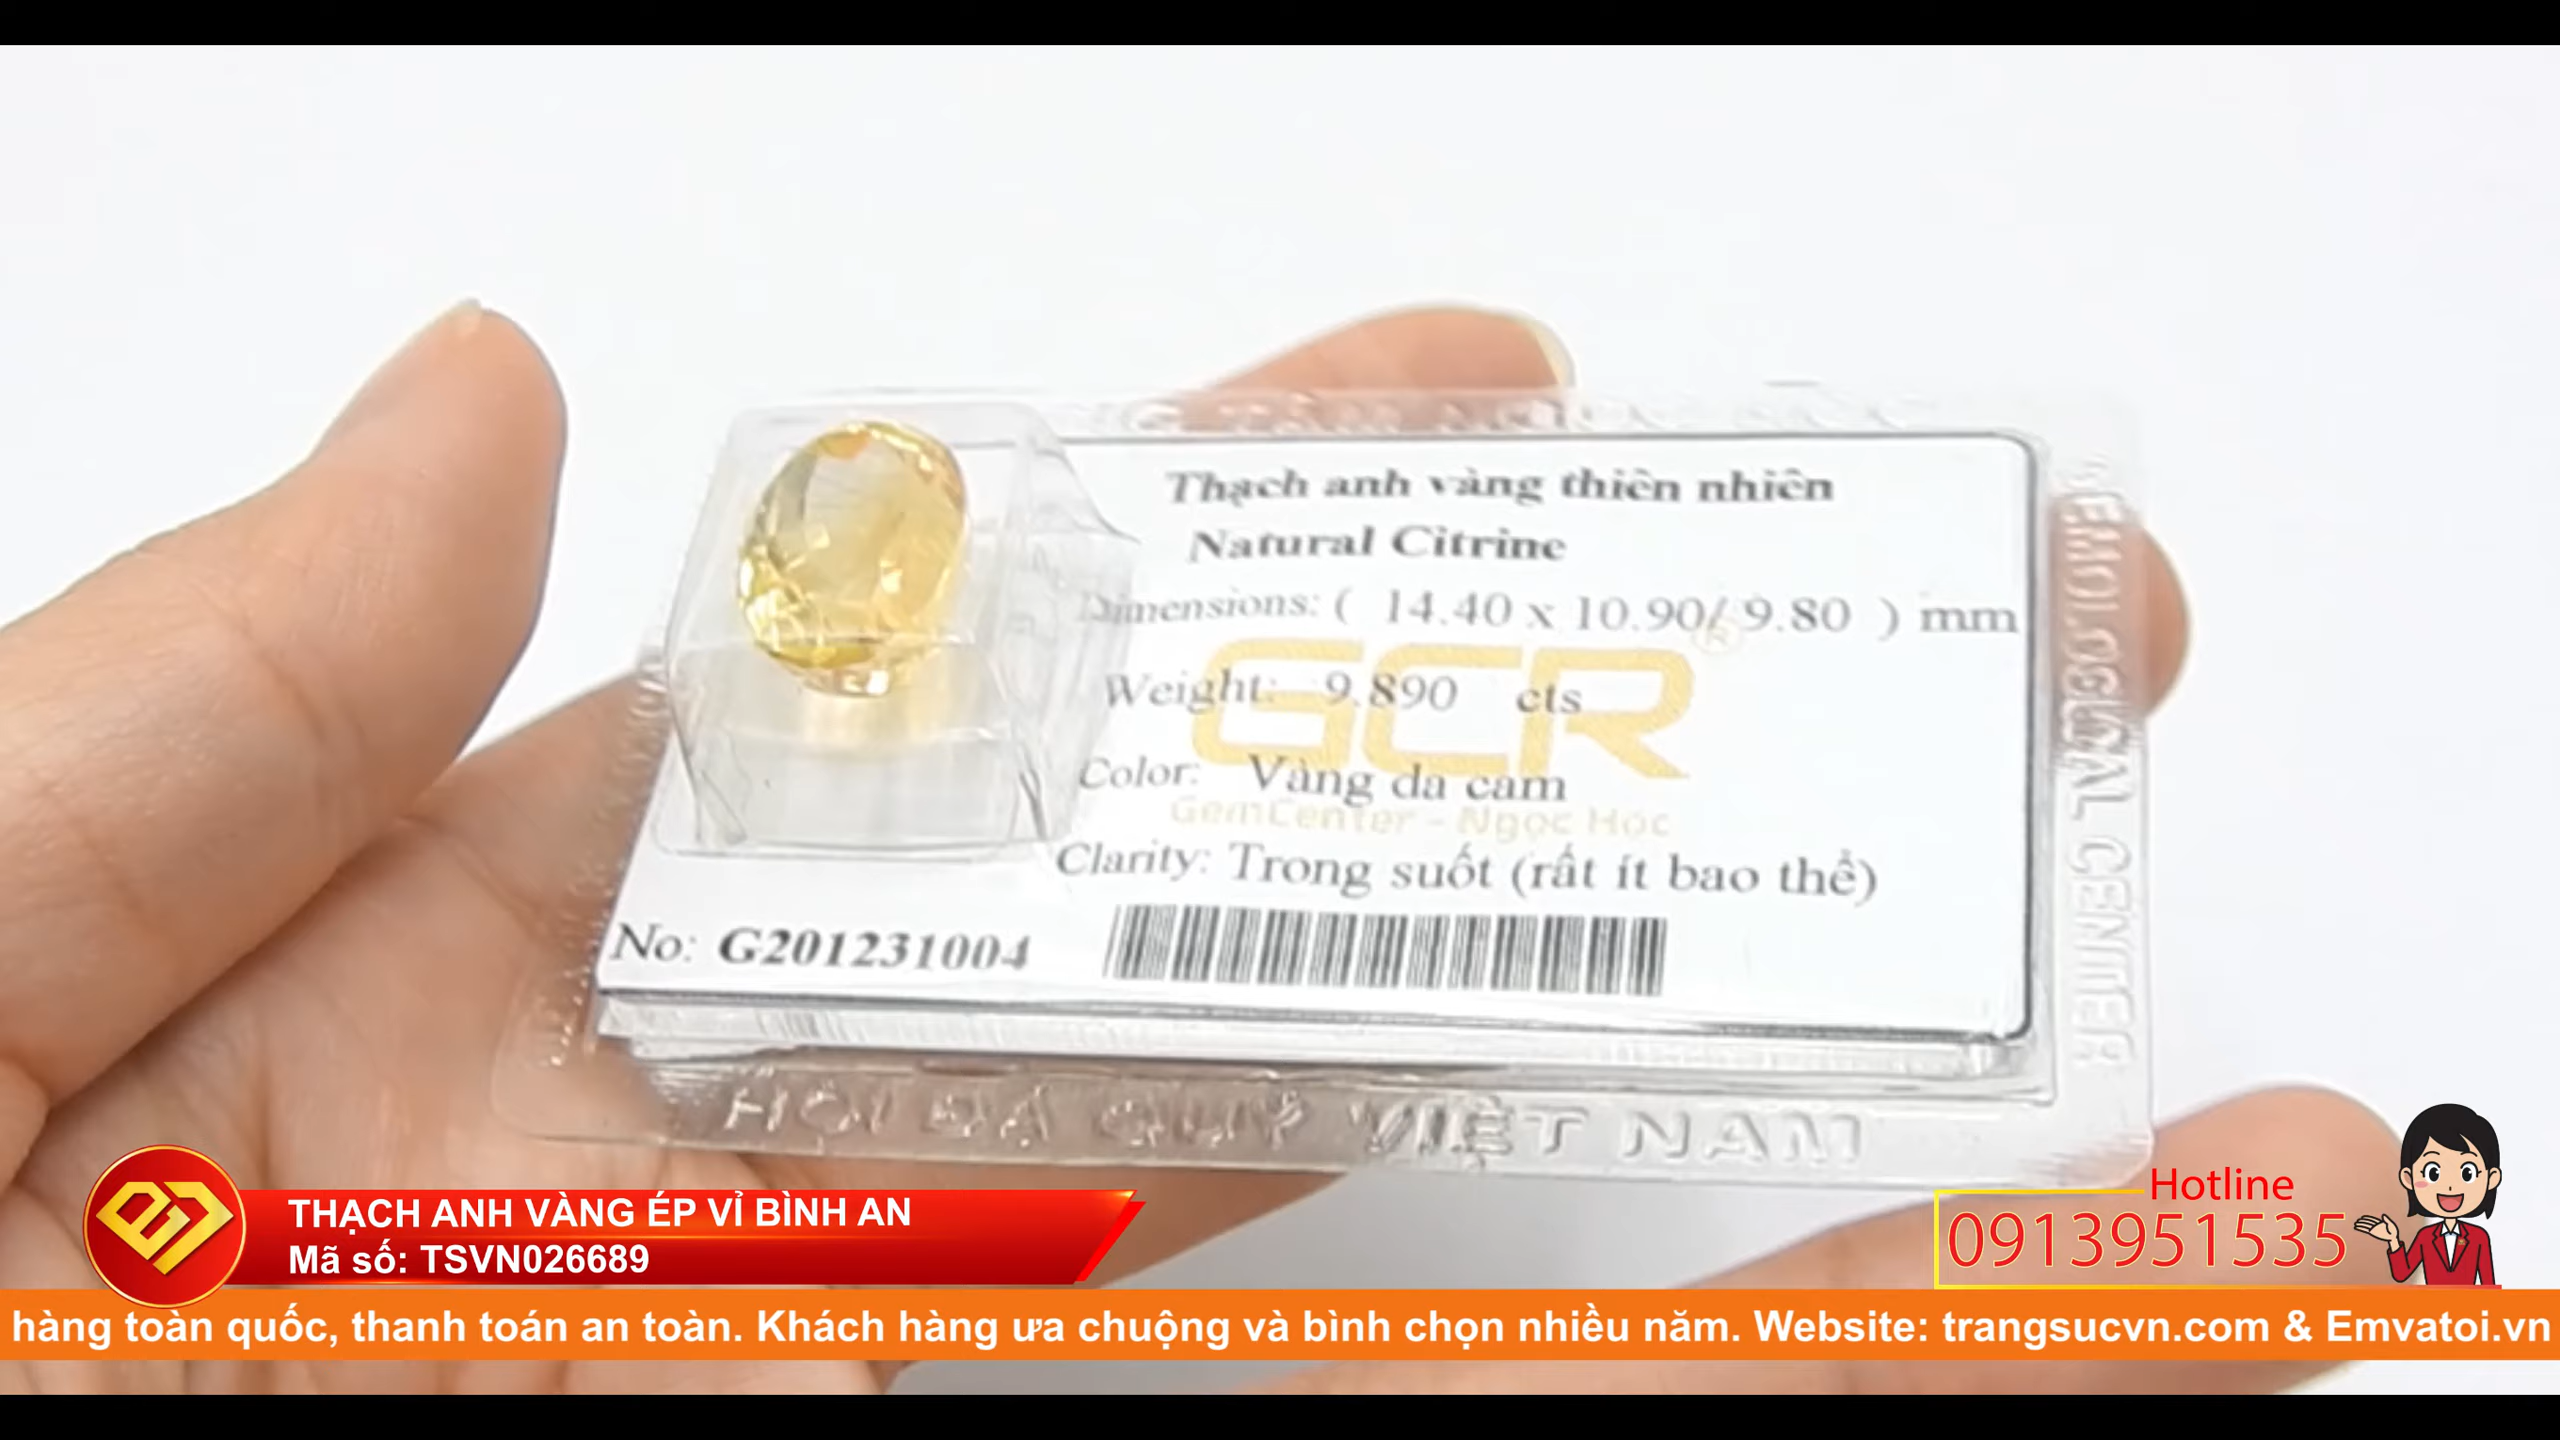 Thạch anh vàng thiên nhiên
Natural Citrine
Dimensions: ( 14.40 x 10.90/ 9.80 ) mm
GCR
®
Weight: 9.890 cts
Color: Vàng da cam
GemCenter - Ngọc Học
Clarity: Trong suốt (rất ít bao thể)
No: G201231004
CENTER
HỘI ĐÁ QUÝ VIỆT NAM
THẠCH ANH VÀNG ÉP VỈ BÌNH AN
Mã số: TSVN026689
Hotline
0913951535
hàng toàn quốc, thanh toán an toàn. Khách hàng ưa chuộng và bình chọn nhiều năm. Website: trangsucvn.com & Emvatoi.vn